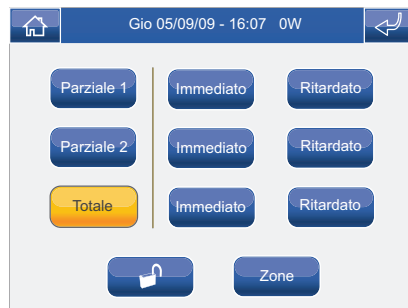 Gio 05/09/09 - 16:07 0W
Parziale 1 Immediato Ritardato
Parziale 2 Immediato Ritardato
Totale Immediato Ritardato
Zone